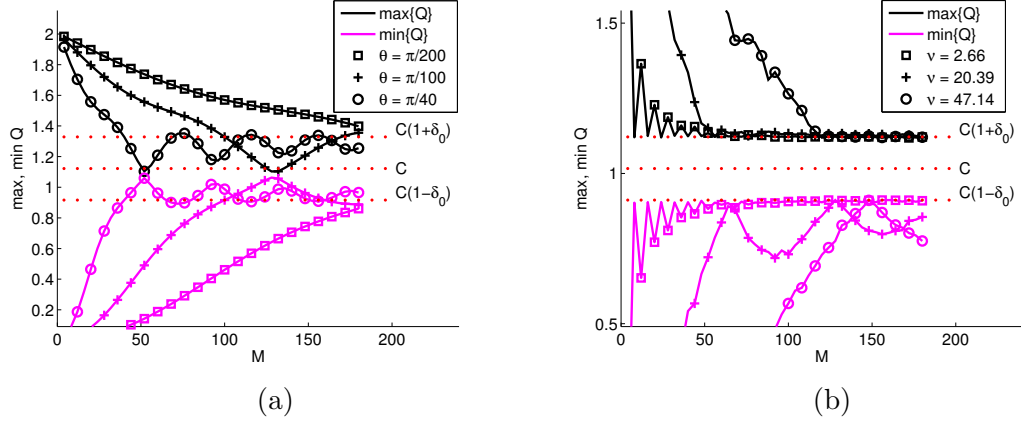 max{Q}
min{Q}
θ = π/200
θ = π/100
θ = π/40
2
1.8
1.6
1.4
1.2
1
0.8
0.6
0.4
0.2
max, min Q
C(1+δ₀)
C
C(1−δ₀)
0 50 100 150 200
M
(a)
max{Q}
min{Q}
ν = 2.66
ν = 20.39
ν = 47.14
1.5
1
0.5
max, min Q
C(1+δ₀)
C
C(1−δ₀)
0 50 100 150 200
M
(b)